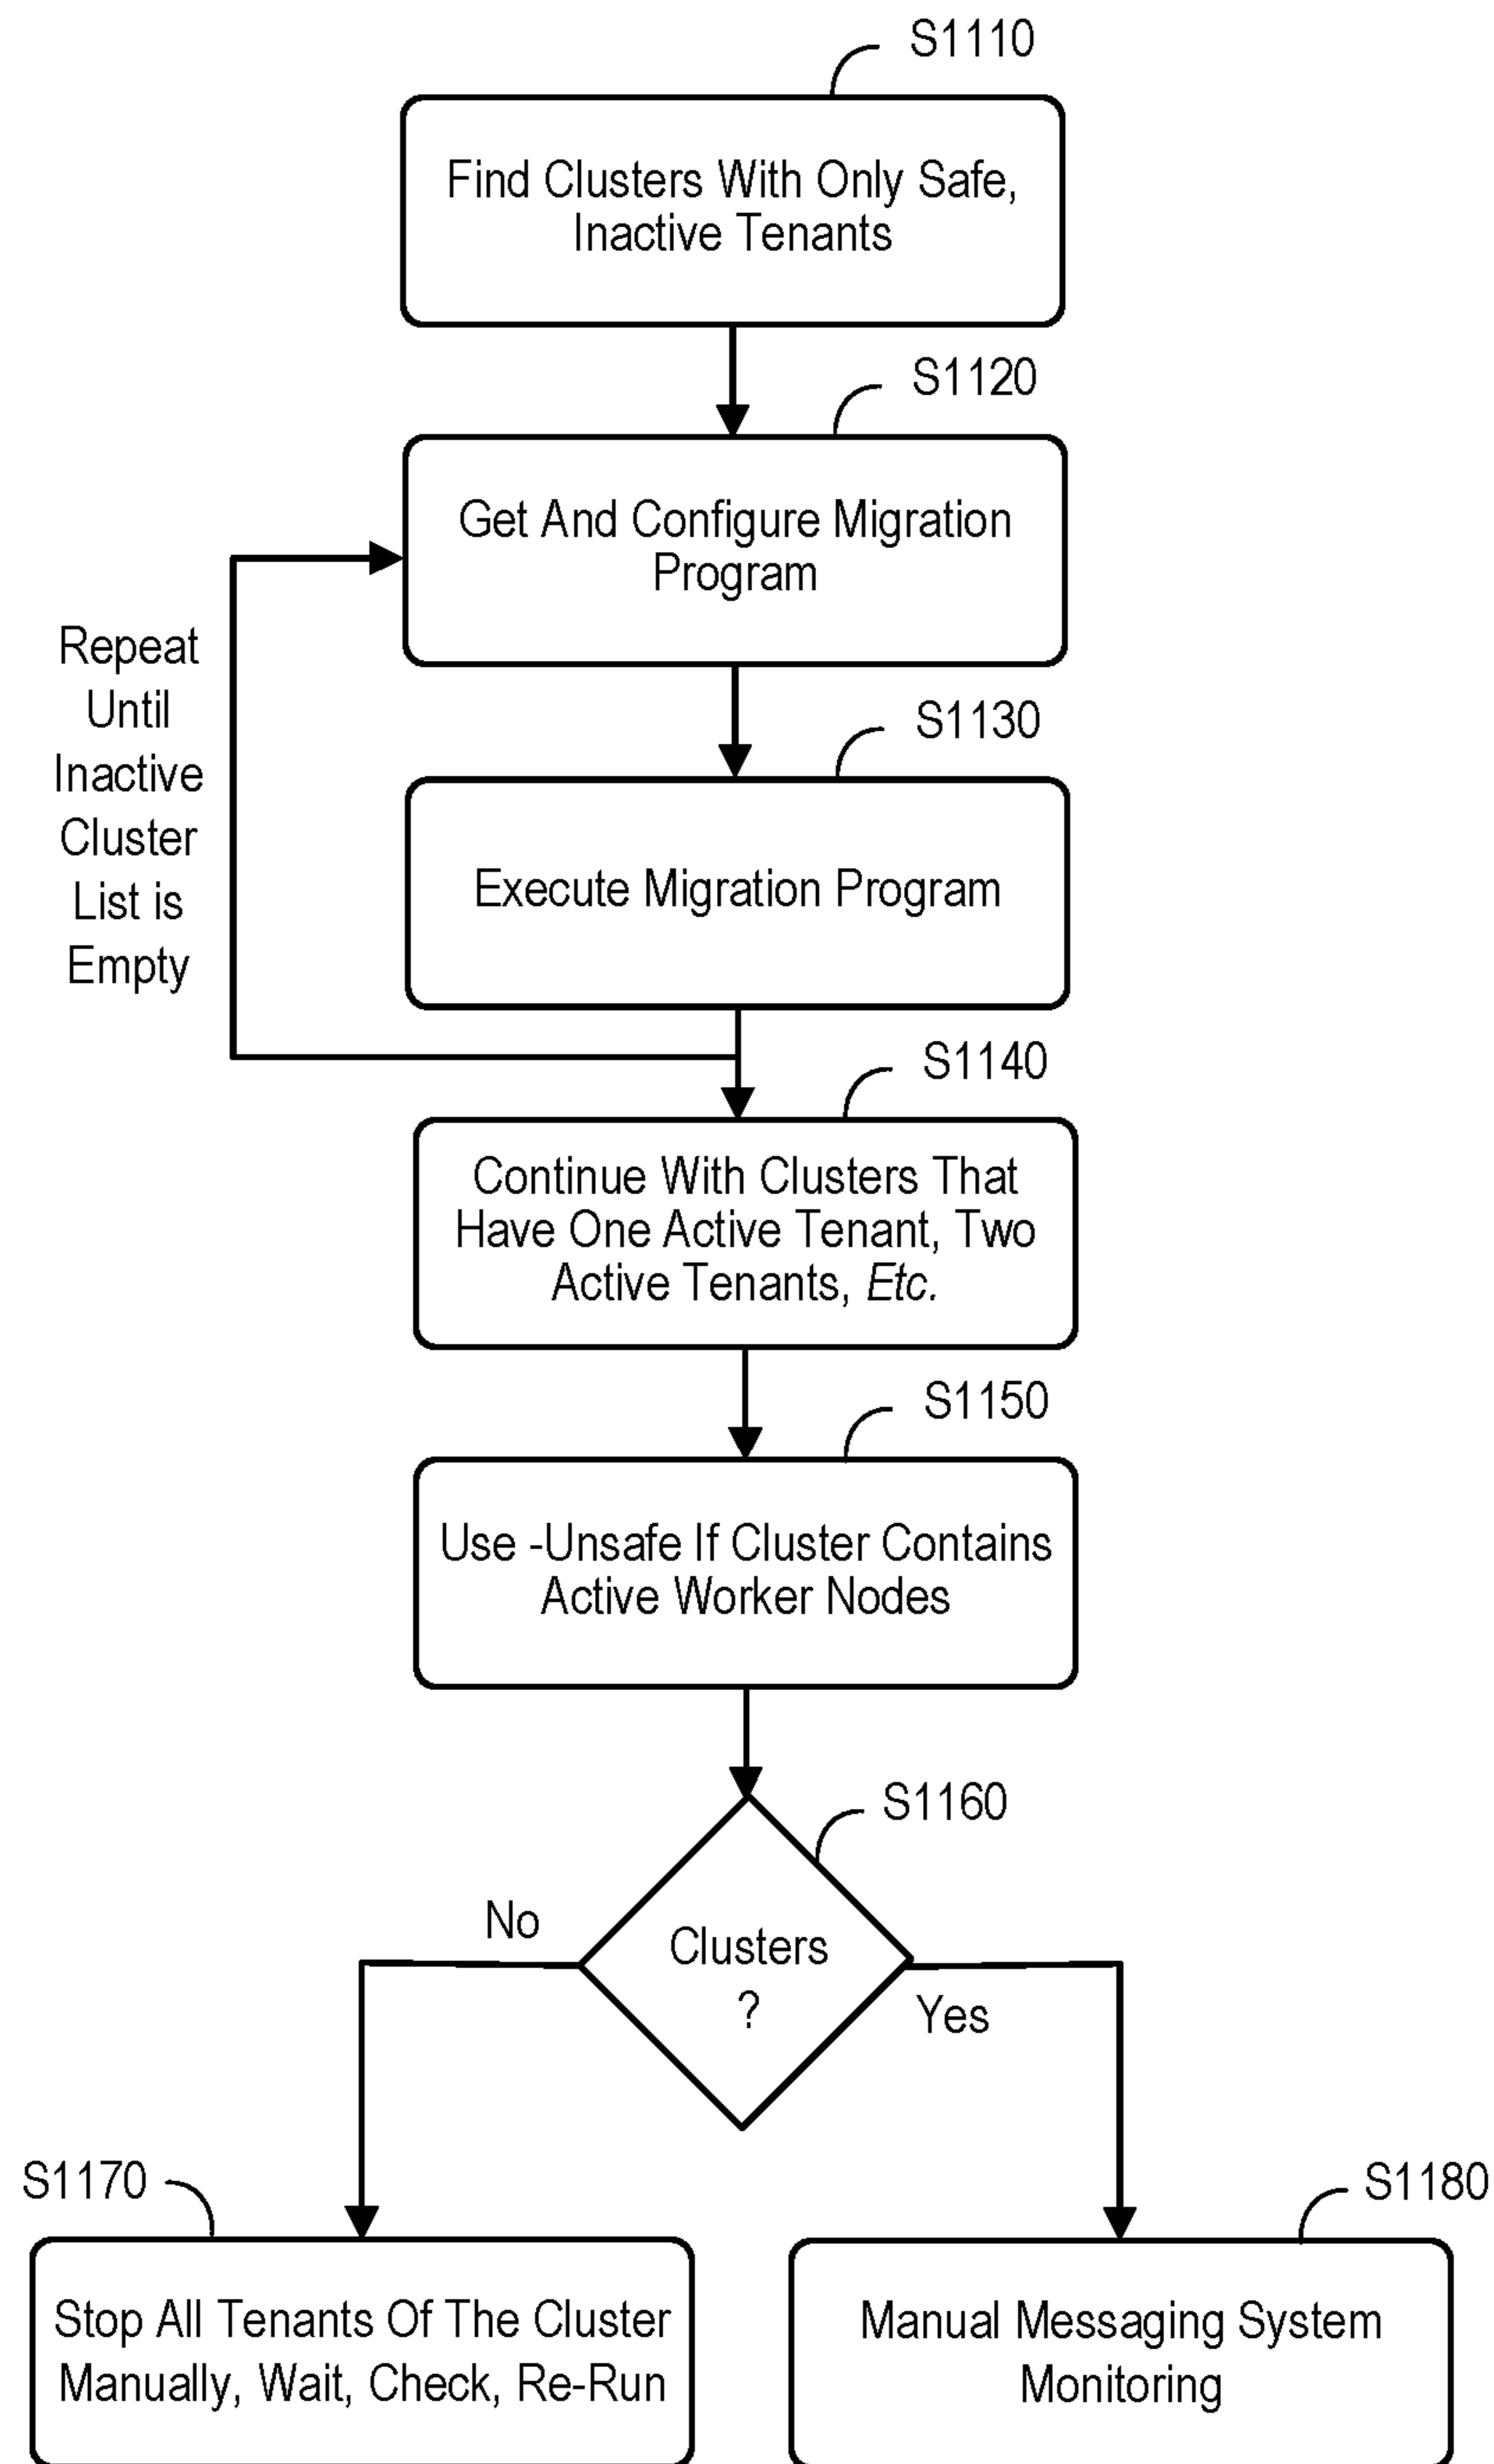 S1110
Find Clusters With Only Safe,
Inactive Tenants
S1120
Get And Configure Migration
Program
Repeat
Until
Inactive
Cluster
List is
Empty
S1130
Execute Migration Program
S1140
Continue With Clusters That
Have One Active Tenant, Two
Active Tenants, Etc.
S1150
Use -Unsafe If Cluster Contains
Active Worker Nodes
S1160
Clusters
?
No
Yes
S1170
Stop All Tenants Of The Cluster
Manually, Wait, Check, Re-Run
S1180
Manual Messaging System
Monitoring